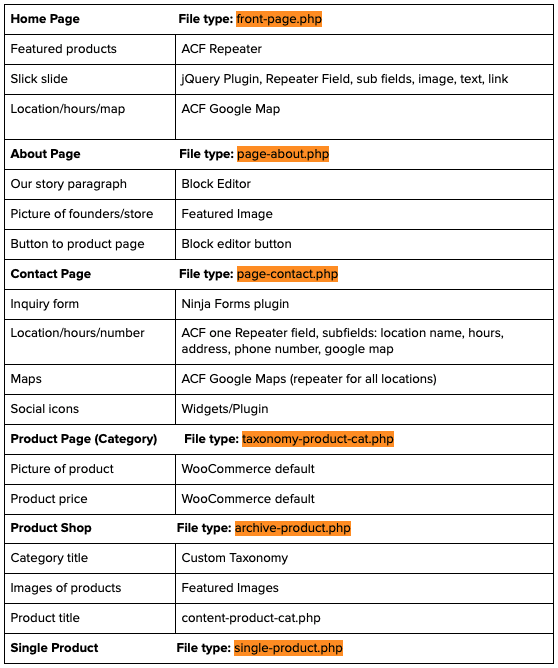 Home Page File type: front-page.php
Featured products ACF Repeater
Slick slide jQuery Plugin, Repeater Field, sub fields, image, text, link
Location/hours/map ACF Google Map
About Page File type: page-about.php
Our story paragraph Block Editor
Picture of founders/store Featured Image
Button to product page Block editor button
Contact Page File type: page-contact.php
Inquiry form Ninja Forms plugin
Location/hours/number ACF one Repeater field, subfields: location name, hours,
address, phone number, google map
Maps ACF Google Maps (repeater for all locations)
Social icons Widgets/Plugin
Product Page (Category) File type: taxonomy-product-cat.php
Picture of product WooCommerce default
Product price WooCommerce default
Product Shop File type: archive-product.php
Category title Custom Taxonomy
Images of products Featured Images
Product title content-product-cat.php
Single Product File type: single-product.php